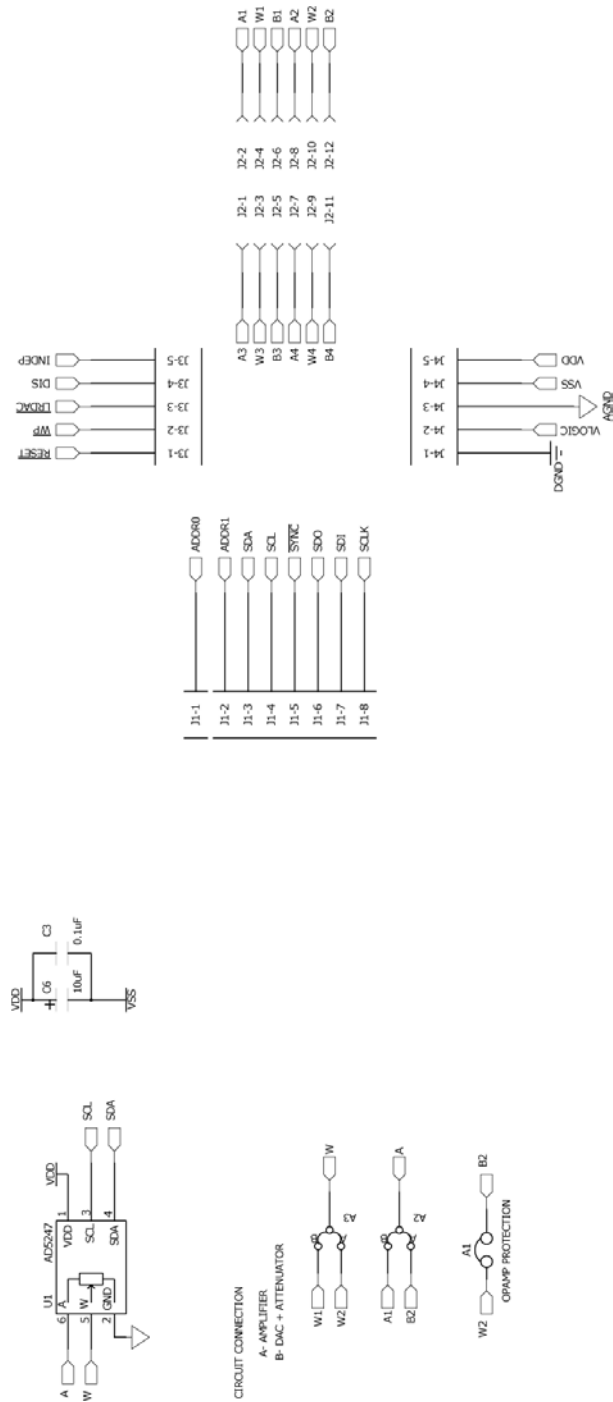 U1
AD5247
6
A
VDD
1
VDD
A
5
W
SCL
3
SCL
W
2
GND
SDA
4
SDA
VDD
C6
C3
10uF
0.1uF
VSS
CIRCUIT CONNECTION
A- AMPLIFIER
B- DAC + ATTENUATOR
W1
B
A3
W
W2
A
A1
B
A2
A
B2
A
W2
A1
B2
OPAMP PROTECTION
J1-1
ADDR0
J1-2
ADDR1
J1-3
SDA
J1-4
SCL
J1-5
SYNC
J1-6
SDO
J1-7
SDI
J1-8
SCLK
RESET
J3-1
WP
J3-2
LRDAC
J3-3
DIS
J3-4
INDEP
J3-5
J4-1
DGND
J4-2
VLOGIC
J4-3
AGND
J4-4
VSS
J4-5
VDD
A3
J2-1
J2-2
A1
W3
J2-3
J2-4
W1
B3
J2-5
J2-6
B1
A4
J2-7
J2-8
A2
W4
J2-9
J2-10
W2
B4
J2-11
J2-12
B2